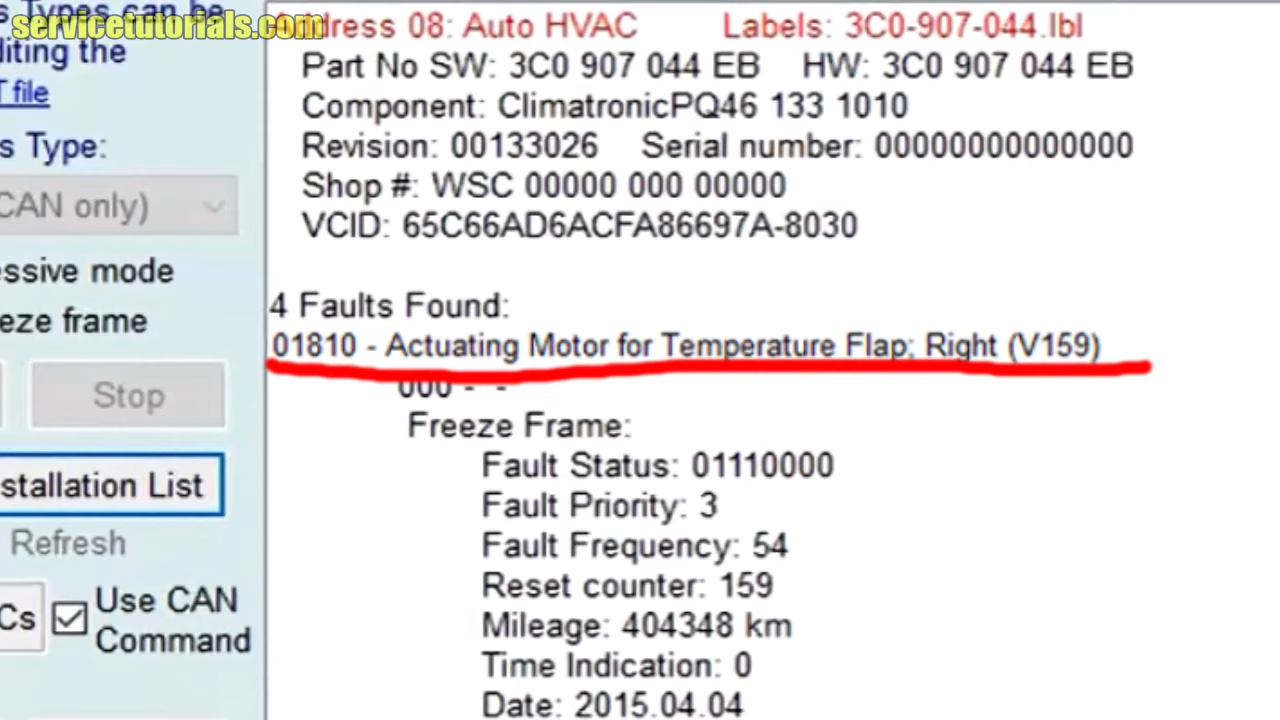 servicetutorials.com
s Types can be
diting the
T file
s Type:
CAN only)
essive mode
eze frame
Stop
stallation List
Refresh
Cs
Use CAN
Command
Address 08: Auto HVAC Labels: 3C0-907-044.lbl
Part No SW: 3C0 907 044 EB HW: 3C0 907 044 EB
Component: ClimatronicPQ46 133 1010
Revision: 00133026 Serial number: 00000000000000
Shop #: WSC 00000 000 00000
VCID: 65C66AD6ACFA86697A-8030
4 Faults Found:
01810 - Actuating Motor for Temperature Flap; Right (V159)
000 - -
Freeze Frame:
Fault Status: 01110000
Fault Priority: 3
Fault Frequency: 54
Reset counter: 159
Mileage: 404348 km
Time Indication: 0
Date: 2015.04.04